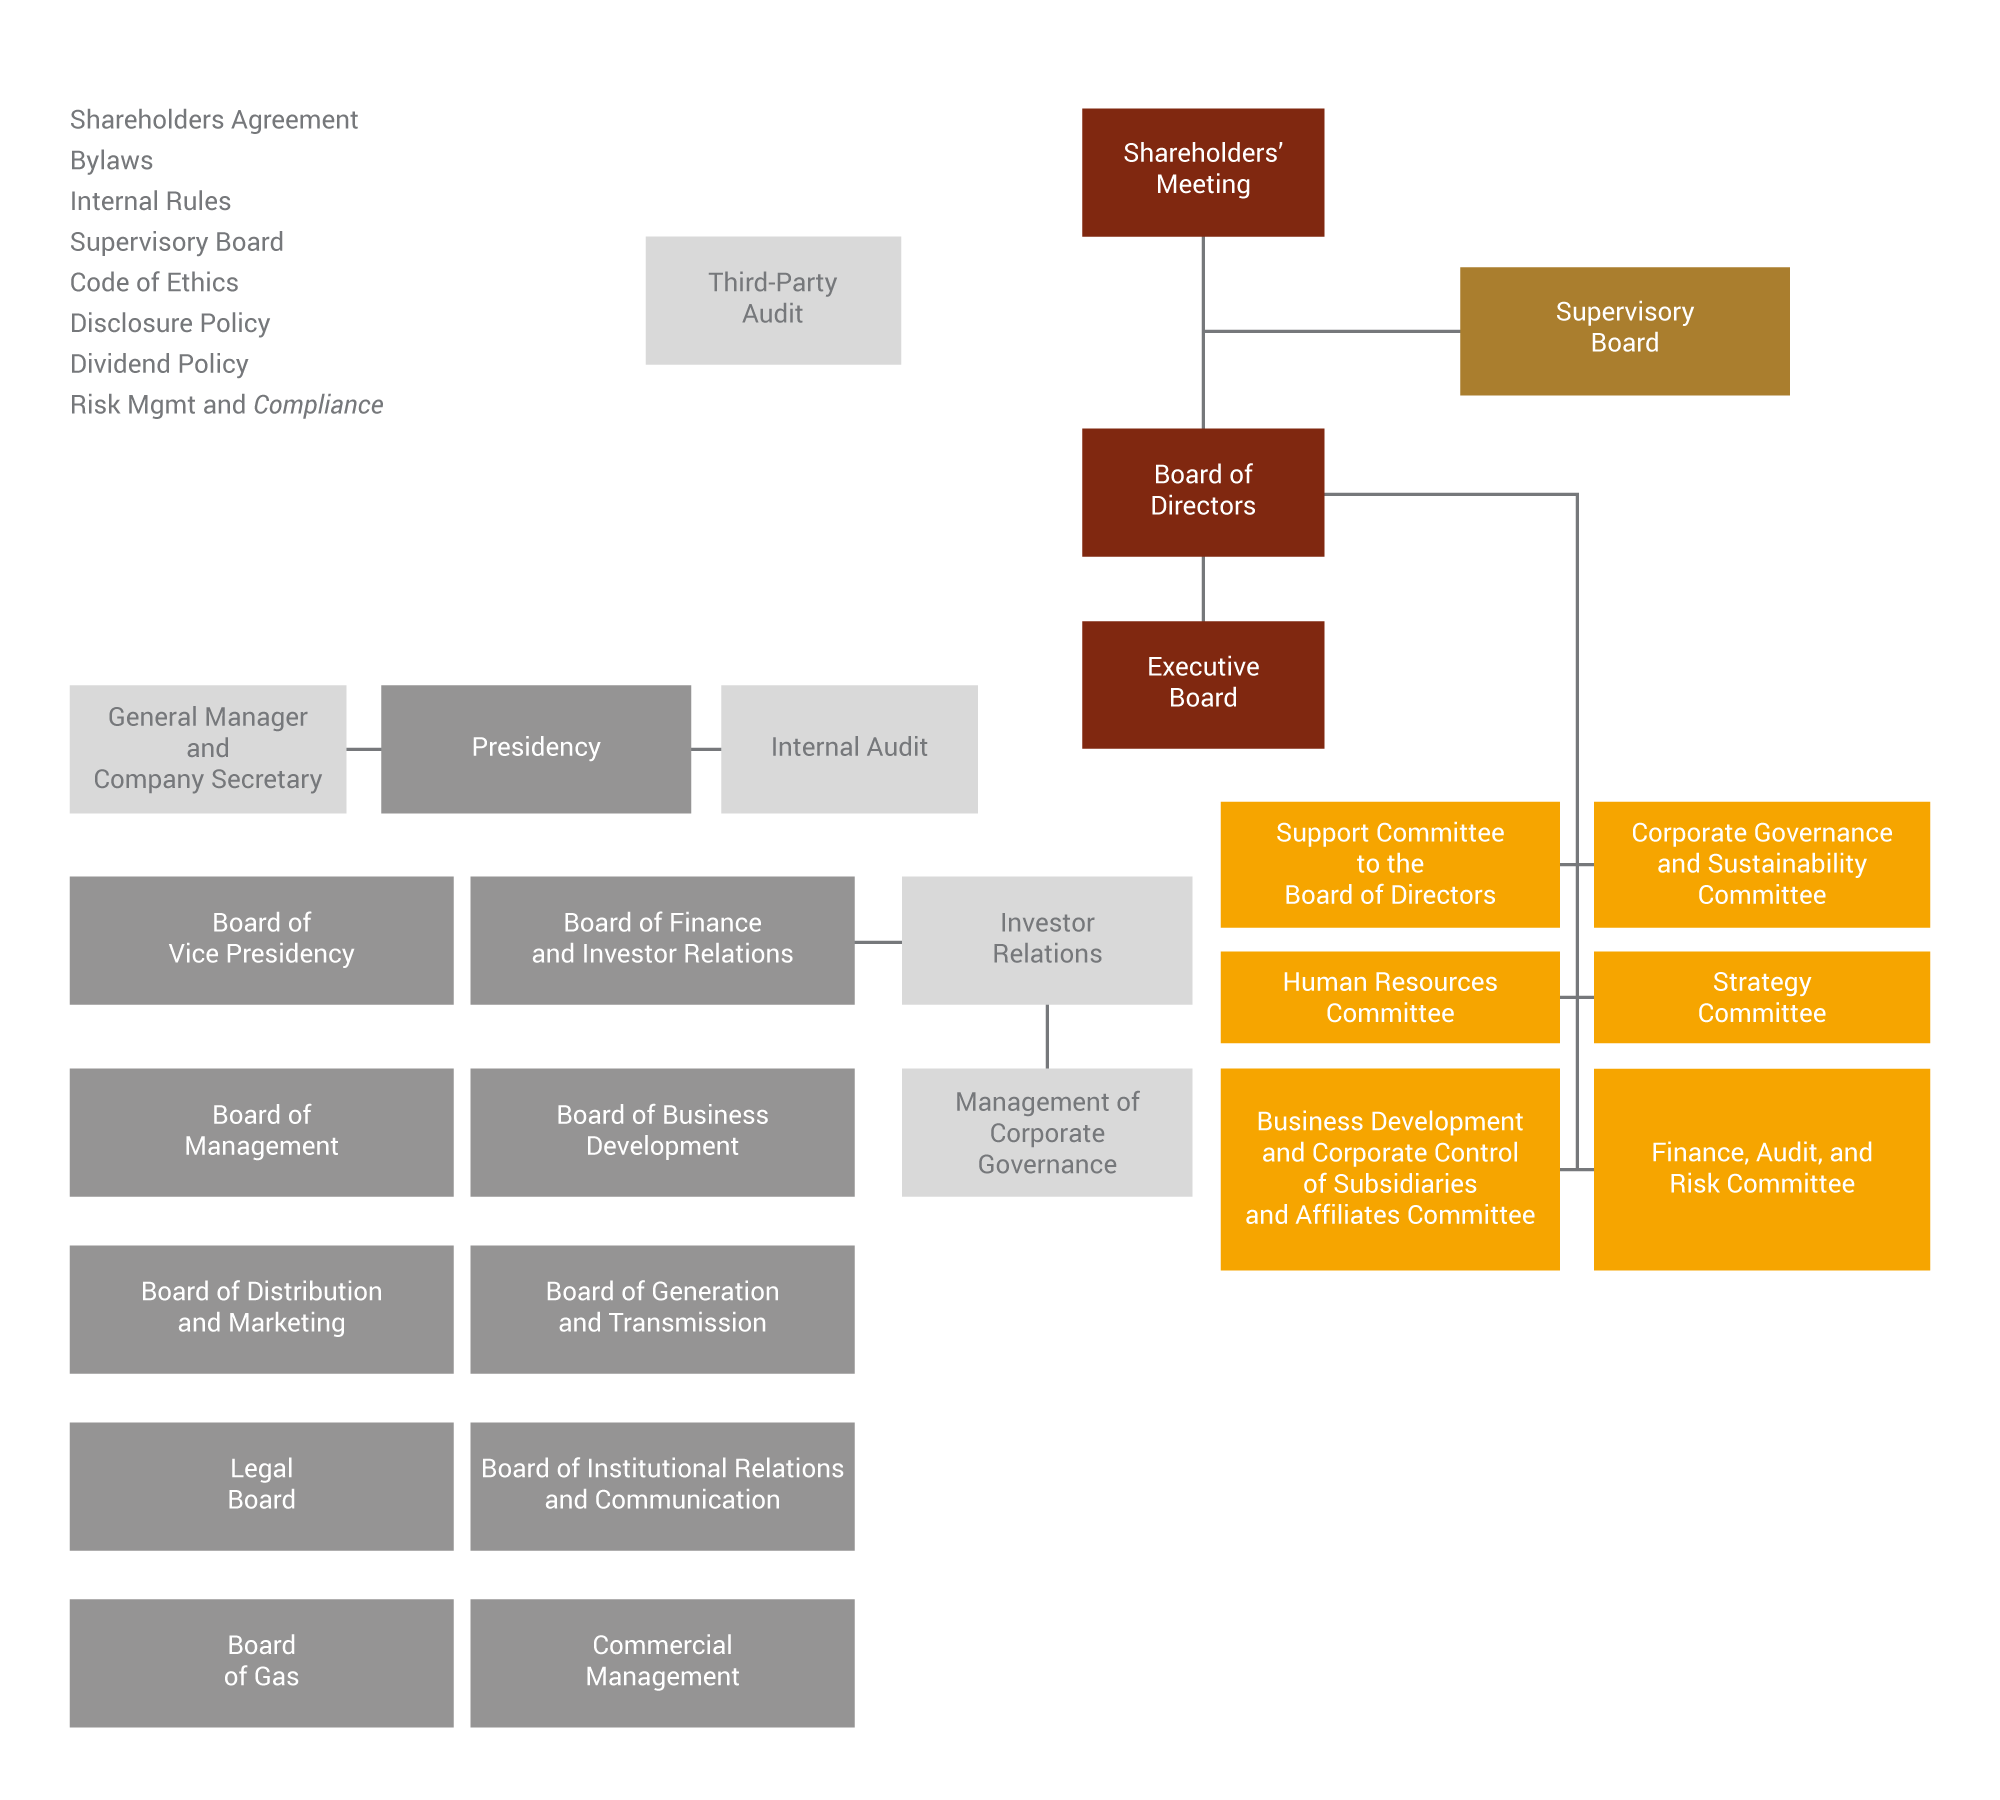 Shareholders Agreement
Bylaws
Internal Rules
Supervisory Board
Code of Ethics
Disclosure Policy
Dividend Policy
Risk Mgmt and Compliance
Third-Party
Audit
Shareholders’
Meeting
Supervisory
Board
Board of
Directors
Executive
Board
General Manager
and
Company Secretary
Presidency
Internal Audit
Board of
Vice Presidency
Board of Finance
and Investor Relations
Investor
Relations
Board of
Management
Board of Business
Development
Management of
Corporate
Governance
Board of Distribution
and Marketing
Board of Generation
and Transmission
Legal
Board
Board of Institutional Relations
and Communication
Board
of Gas
Commercial
Management
Support Committee
to the
Board of Directors
Corporate Governance
and Sustainability
Committee
Human Resources
Committee
Strategy
Committee
Business Development
and Corporate Control
of Subsidiaries
and Affiliates Committee
Finance, Audit, and
Risk Committee